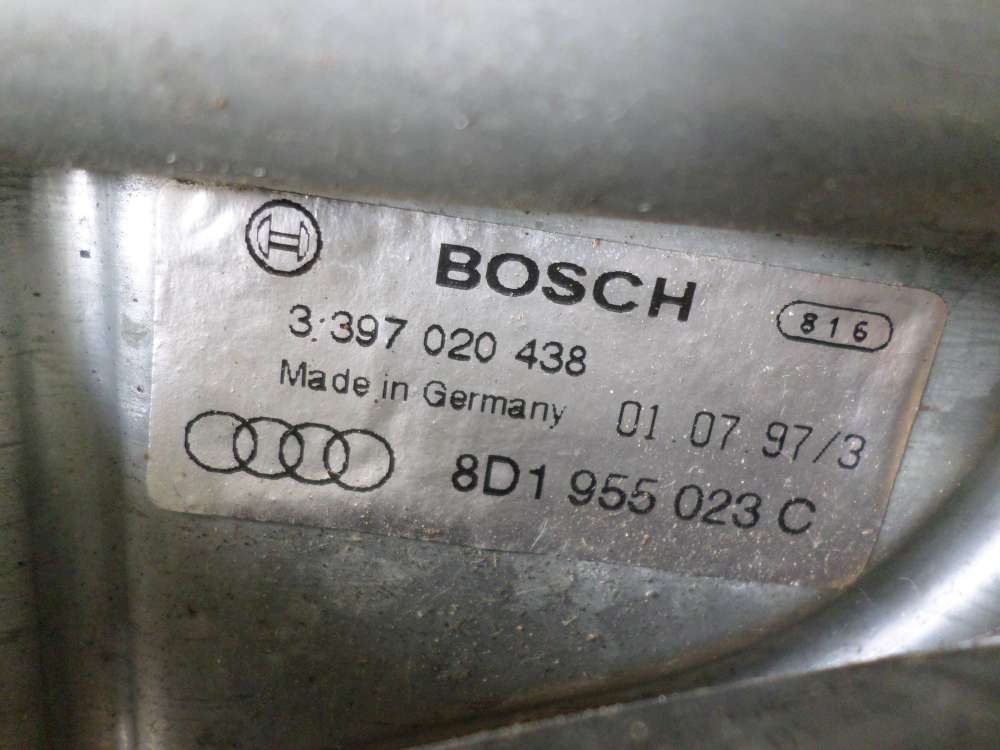 BOSCH
816
3 397 020 438
Made in Germany 01.07.97/3
8D1 955 023 C